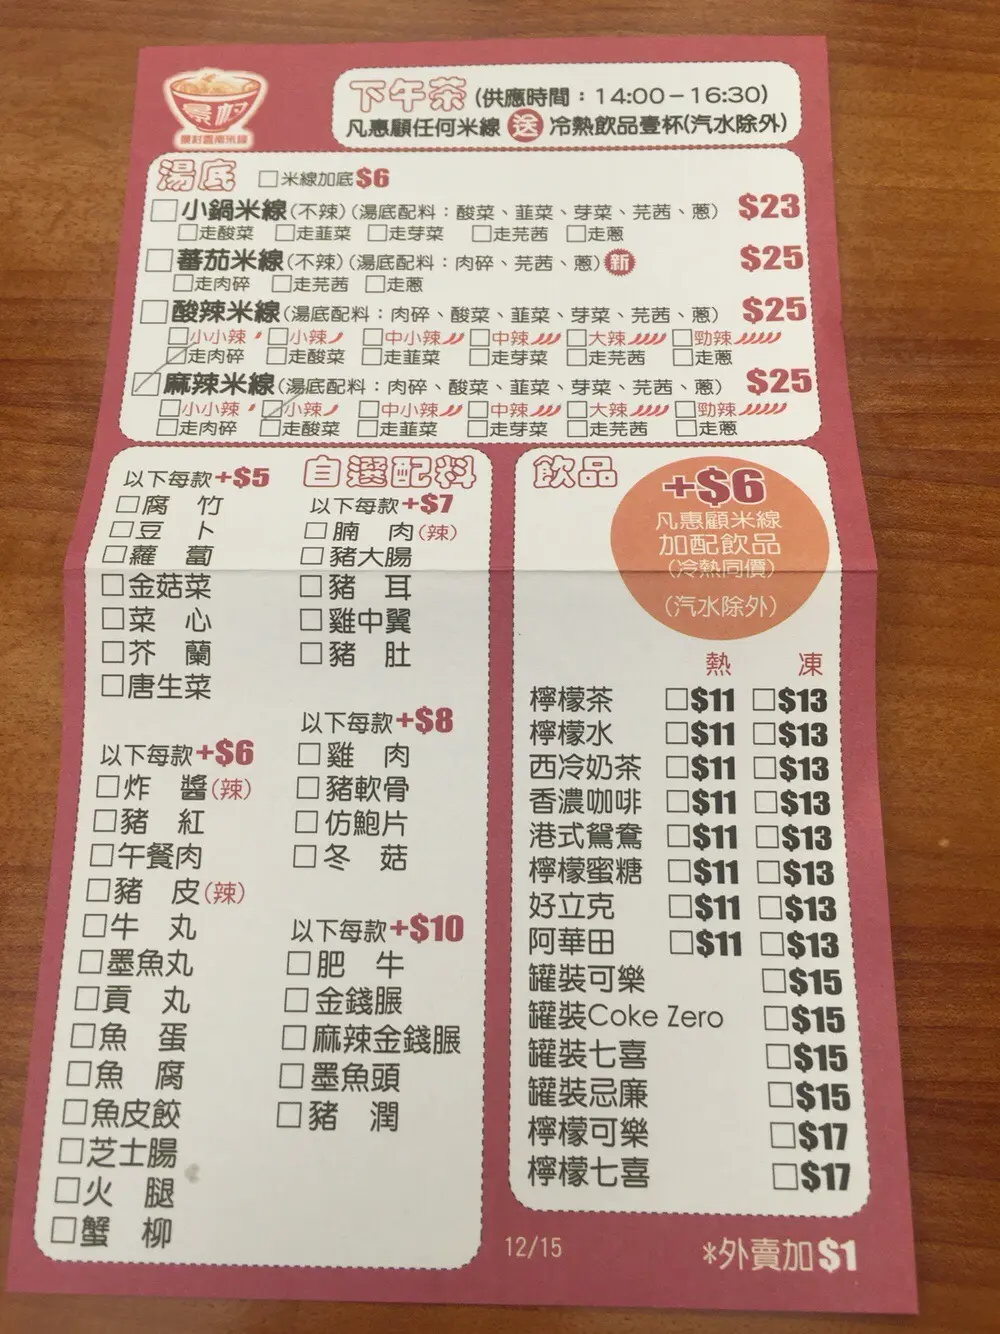 景村
景村雲南米線
下午茶(供應時間：14:00－16:30)
凡惠顧任何米線 送 冷熱飲品壹杯(汽水除外)
湯底 □米線加底$6
□小鍋米線(不辣)(湯底配料：酸菜、韮菜、芽菜、芫茜、蔥) $23
□走酸菜 □走韮菜 □走芽菜 □走芫茜 □走蔥
□蕃茄米線(不辣)(湯底配料：肉碎、芫茜、蔥) 新 $25
□走肉碎 □走芫茜 □走蔥
□酸辣米線(湯底配料：肉碎、酸菜、韮菜、芽菜、芫茜、蔥) $25
□小小辣 □小辣 □中小辣 □中辣 □大辣 □勁辣
□走肉碎 □走酸菜 □走韮菜 □走芽菜 □走芫茜 □走蔥
□麻辣米線(湯底配料：肉碎、酸菜、韮菜、芽菜、芫茜、蔥) $25
□小小辣 □小辣 □中小辣 □中辣 □大辣 □勁辣
□走肉碎 □走酸菜 □走韮菜 □走芽菜 □走芫茜 □走蔥
自選配料
以下每款+$5
□腐竹
□豆卜
□蘿蔔
□金菇菜
□菜心
□芥蘭
□唐生菜
以下每款+$6
□炸醬(辣)
□豬紅
□午餐肉
□豬皮(辣)
□牛丸
□墨魚丸
□貢丸
□魚蛋
□魚腐
□魚皮餃
□芝士腸
□火腿
□蟹柳
以下每款+$7
□腩肉(辣)
□豬大腸
□豬耳
□雞中翼
□豬肚
以下每款+$8
□雞肉
□豬軟骨
□仿鮑片
□冬菇
以下每款+$10
□肥牛
□金錢𦟌
□麻辣金錢𦟌
□墨魚頭
□豬潤
飲品
+$6
凡惠顧米線
加配飲品
(冷熱同價)
(汽水除外)
熱 凍
檸檬茶 □$11 □$13
檸檬水 □$11 □$13
西冷奶茶 □$11 □$13
香濃咖啡 □$11 □$13
港式鴛鴦 □$11 □$13
檸檬蜜糖 □$11 □$13
好立克 □$11 □$13
阿華田 □$11 □$13
罐裝可樂 □$15
罐裝Coke Zero □$15
罐裝七喜 □$15
罐裝忌廉 □$15
檸檬可樂 □$17
檸檬七喜 □$17
12/15
*外賣加$1